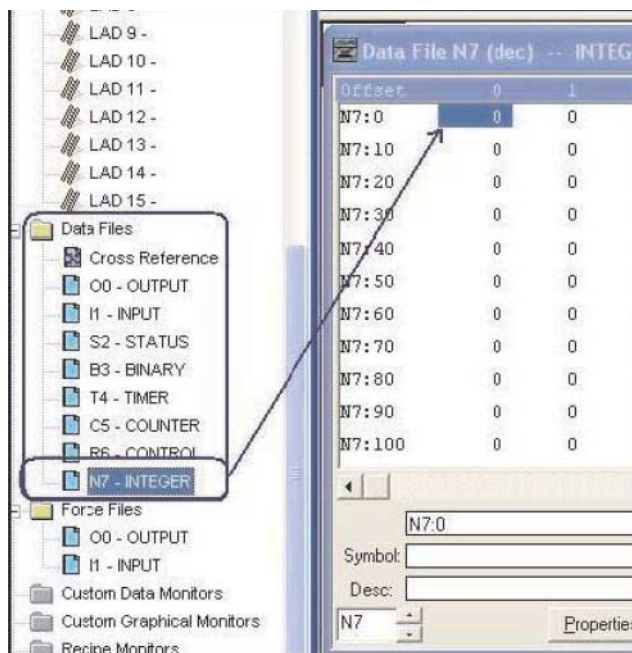 LAD 9 -
LAD 10 -
LAD 11 -
LAD 12 -
LAD 13 -
LAD 14 -
LAD 15 -
Data Files
Cross Reference
O0 - OUTPUT
I1 - INPUT
S2 - STATUS
B3 - BINARY
T4 - TIMER
C5 - COUNTER
R6 - CONTROL
N7 - INTEGER
Force Files
O0 - OUTPUT
I1 - INPUT
Custom Data Monitors
Custom Graphical Monitors
Recipe Monitors
Data File N7 (dec) -- INTEG
Offset 0 1
N7:0 0 0
N7:10 0 0
N7:20 0 0
N7:30 0 0
N7:40 0 0
N7:50 0 0
N7:60 0 0
N7:70 0 0
N7:80 0 0
N7:90 0 0
N7:100 0 0
N7:0
Symbol:
Desc:
N7 Properties